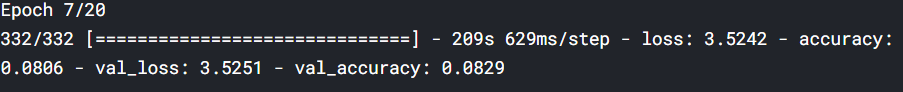 Epoch 7/20
332/332 [==============================] - 209s 629ms/step - loss: 3.5242 - accuracy:
0.0806 - val_loss: 3.5251 - val_accuracy: 0.0829